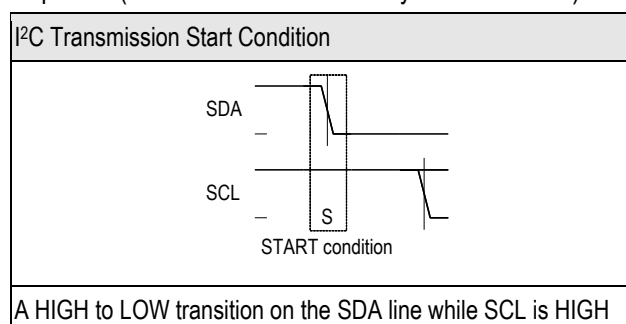 I²C Transmission Start Condition
SDA
SCL
S
START condition
A HIGH to LOW transition on the SDA line while SCL is HIGH